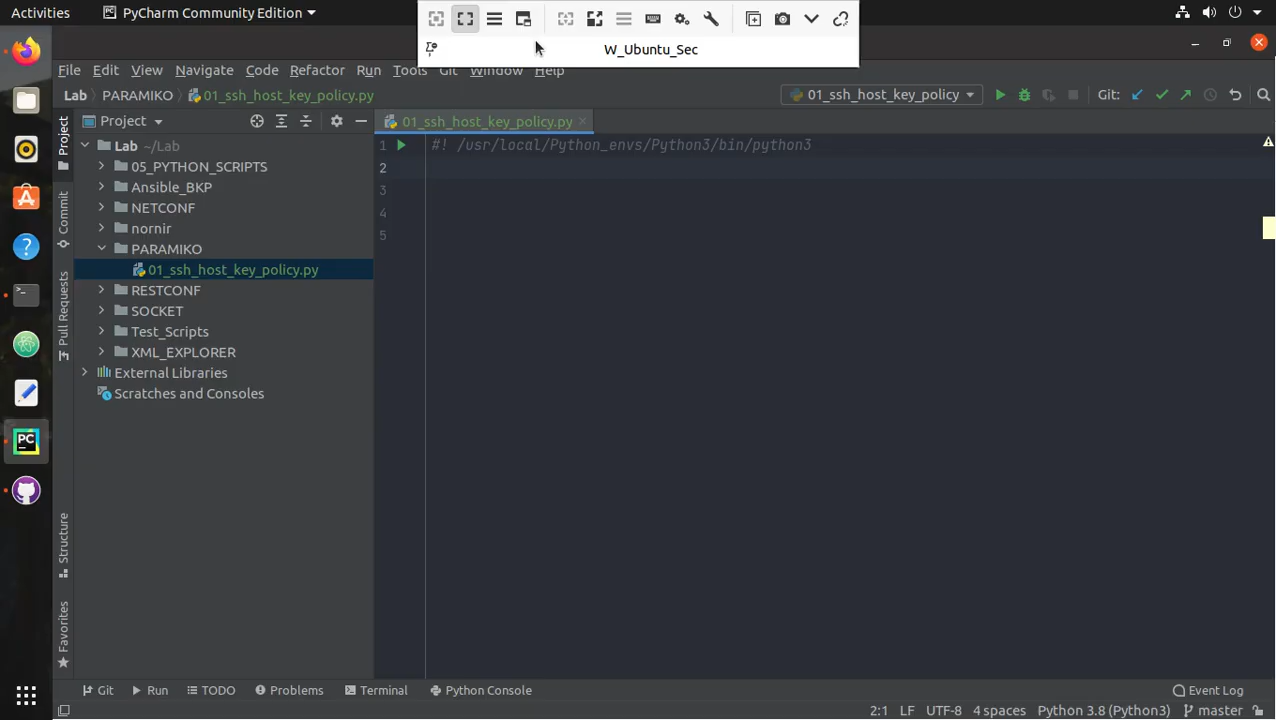 Activities
PyCharm Community Edition
W_Ubuntu_Sec
File Edit View Navigate Code Refactor Run Tools Git Window Help
Lab PARAMIKO 01_ssh_host_key_policy.py
01_ssh_host_key_policy.py
Git:
Project
01_ssh_host_key_policy.py
Lab ~/Lab
05_PYTHON_SCRIPTS
Ansible_BKP
NETCONF
nornir
PARAMIKO
01_ssh_host_key_policy.py
RESTCONF
SOCKET
Test_Scripts
XML_EXPLORER
External Libraries
Scratches and Consoles
1 #! /usr/local/Python_envs/Python3/bin/python3
2
3
4
5
Project
Commit
Pull Requests
Structure
Favorites
PC
Git Run TODO Problems Terminal Python Console Event Log
2:1 LF UTF-8 4 spaces Python 3.8 (Python3) master